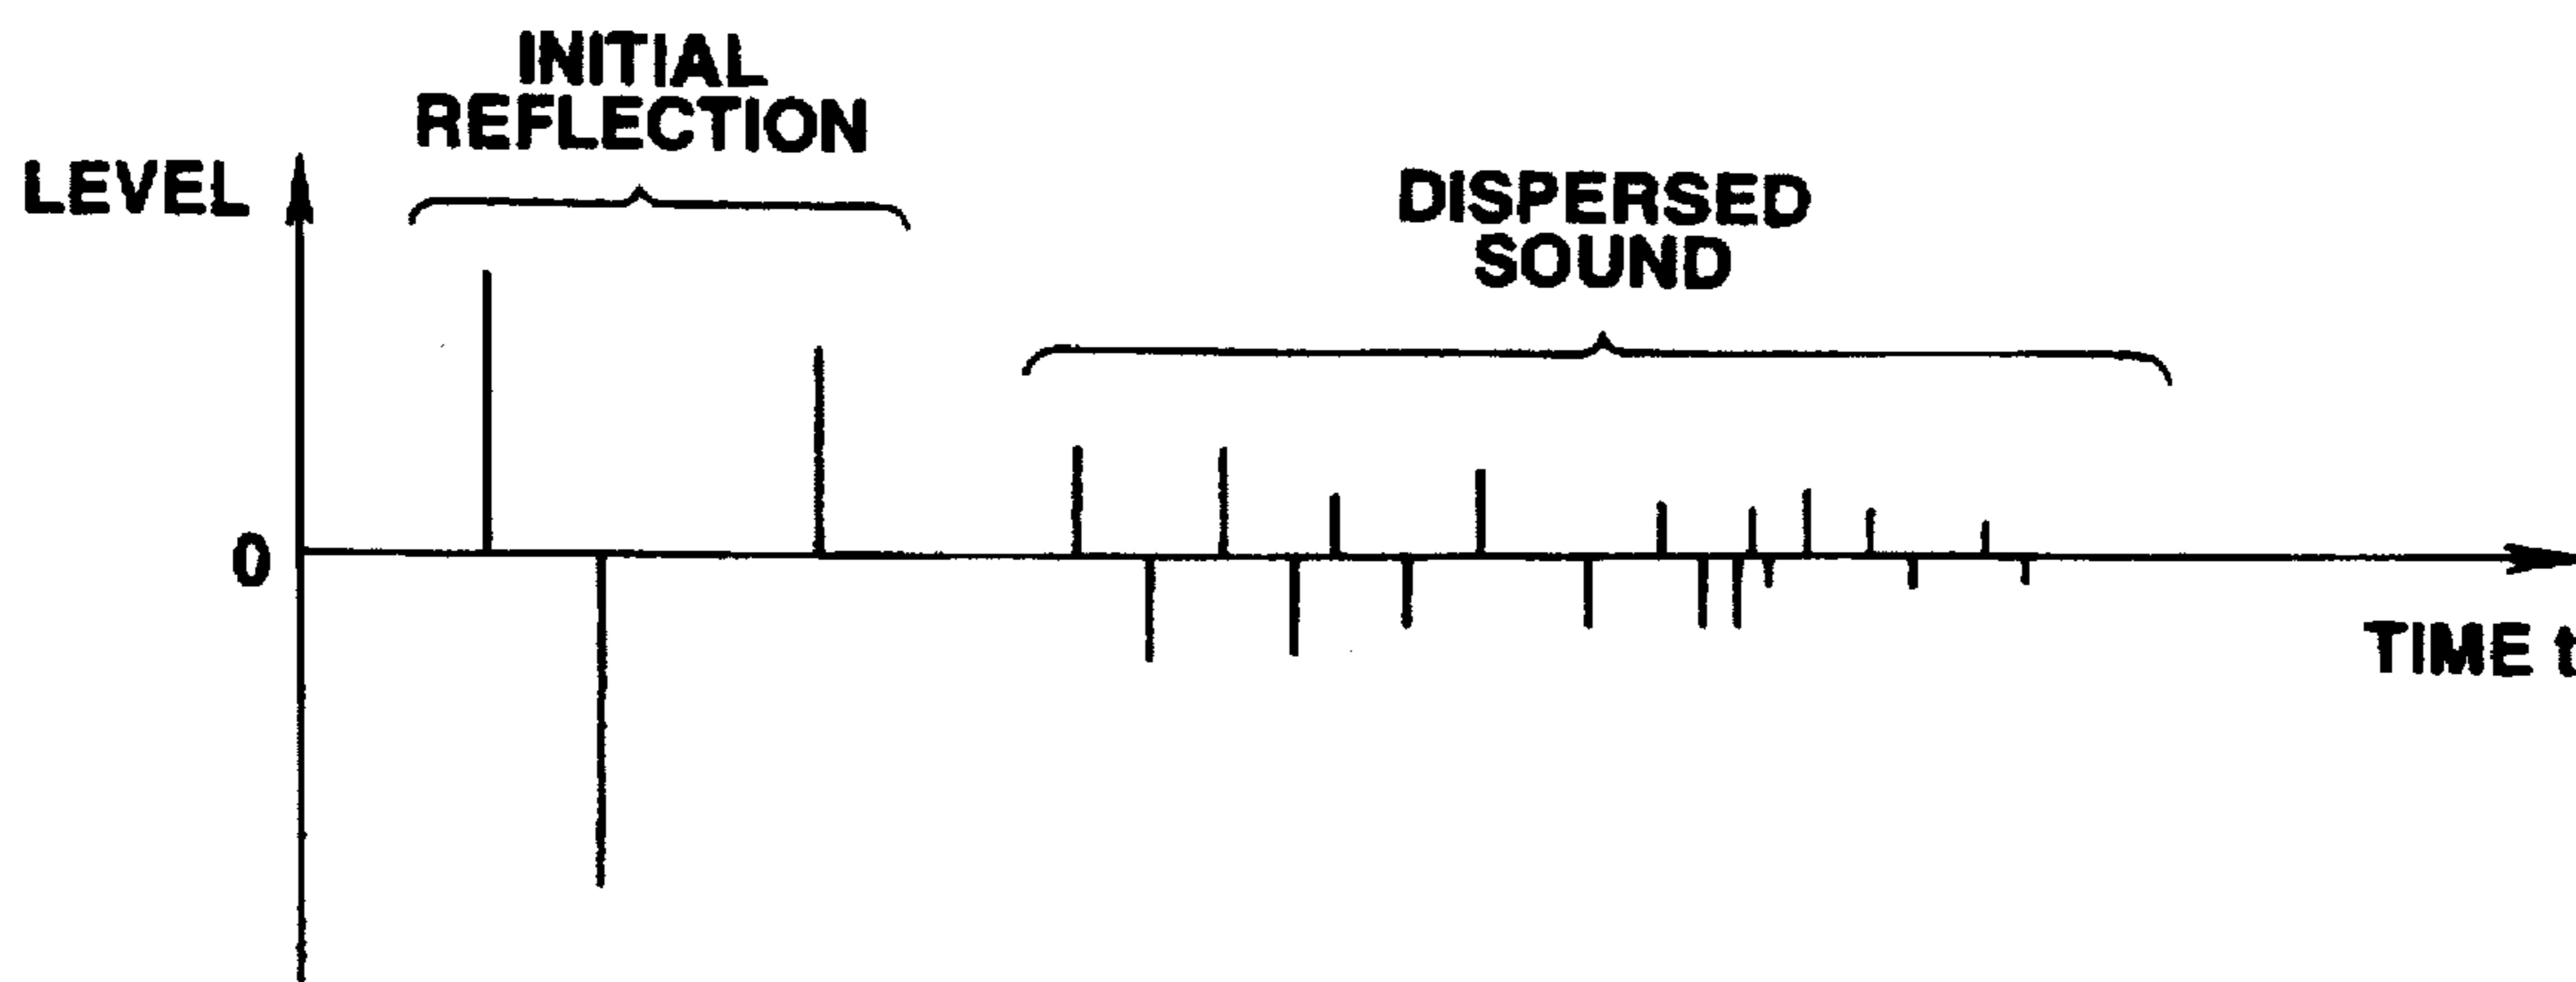 INITIAL
REFLECTION
LEVEL
DISPERSED
SOUND
0
TIME t